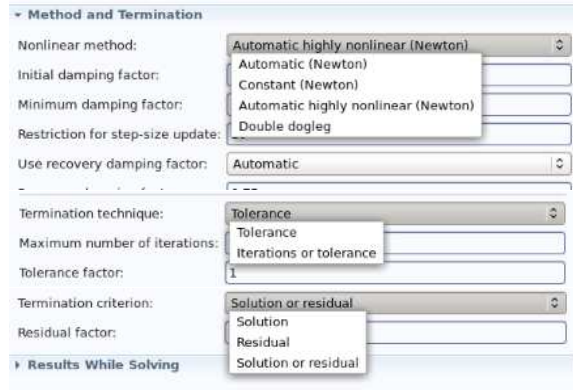 Method and Termination
Nonlinear method: Automatic highly nonlinear (Newton)
Automatic (Newton)
Initial damping factor:
Constant (Newton)
Minimum damping factor: Automatic highly nonlinear (Newton)
Double dogleg
Restriction for step-size update:
Use recovery damping factor: Automatic
Termination technique: Tolerance
Tolerance
Maximum number of iterations:
Iterations or tolerance
Tolerance factor: 1
Termination criterion: Solution or residual
Solution
Residual factor:
Residual
Solution or residual
Results While Solving